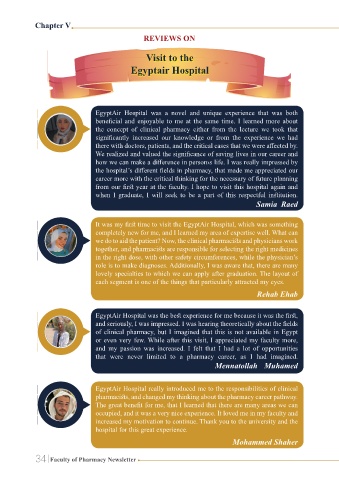 Chapter V
REVIEWS ON
Visit to the
Egyptair Hospital
EgyptAir Hospital was a novel and unique experience that was both
beneficial and enjoyable to me at the same time. I learned more about
the concept of clinical pharmacy either from the lecture we took that
significantly increased our knowledge or from the experience we had
there with doctors, patients, and the critical cases that we were affected by.
We realized and valued the significance of saving lives in our career and
how we can make a difference in person's life. I was really impressed by
the hospital's different fields in pharmacy, that made me appreciated our
career more with the critical thinking for the necessary of future planning
from our first year at the faculty. I hope to visit this hospital again and
when I graduate, I will seek to be a part of this respectful institution.
Samia Raed
It was my first time to visit the EgyptAir Hospital, which was something
completely new for me, and I learned my area of expertise well. What can
we do to aid the patient? Now, the clinical pharmacists and physicians work
together, and pharmacists are responsible for selecting the right medicines
in the right dose, with other safety circumferences, while the physician's
role is to make diagnoses. Additionally, I was aware that, there are many
lovely specialties to which we can apply after graduation. The layout of
each segment is one of the things that particularly attracted my eyes.
Rehab Ehab
EgyptAir Hospital was the best experience for me because it was the first,
and seriously, I was impressed. I was hearing theoretically about the fields
of clinical pharmacy, but I imagined that this is not available in Egypt
or even very few. While after this visit, I appreciated my faculty more,
and my passion was increased. I felt that I had a lot of opportunities
that were never limited to a pharmacy career, as I had imagined.
Mennatollah Muhamed
EgyptAir Hospital really introduced me to the responsibilities of clinical
pharmacists, and changed my thinking about the pharmacy career pathway.
The great benefit for me, that I learned that there are many areas we can
occupied, and it was a very nice experience. It loved me in my faculty and
increased my motivation to continue. Thank you to the university and the
hospital for this great experience.
Mohammed Shaher
34 Faculty of Pharmacy Newsletter